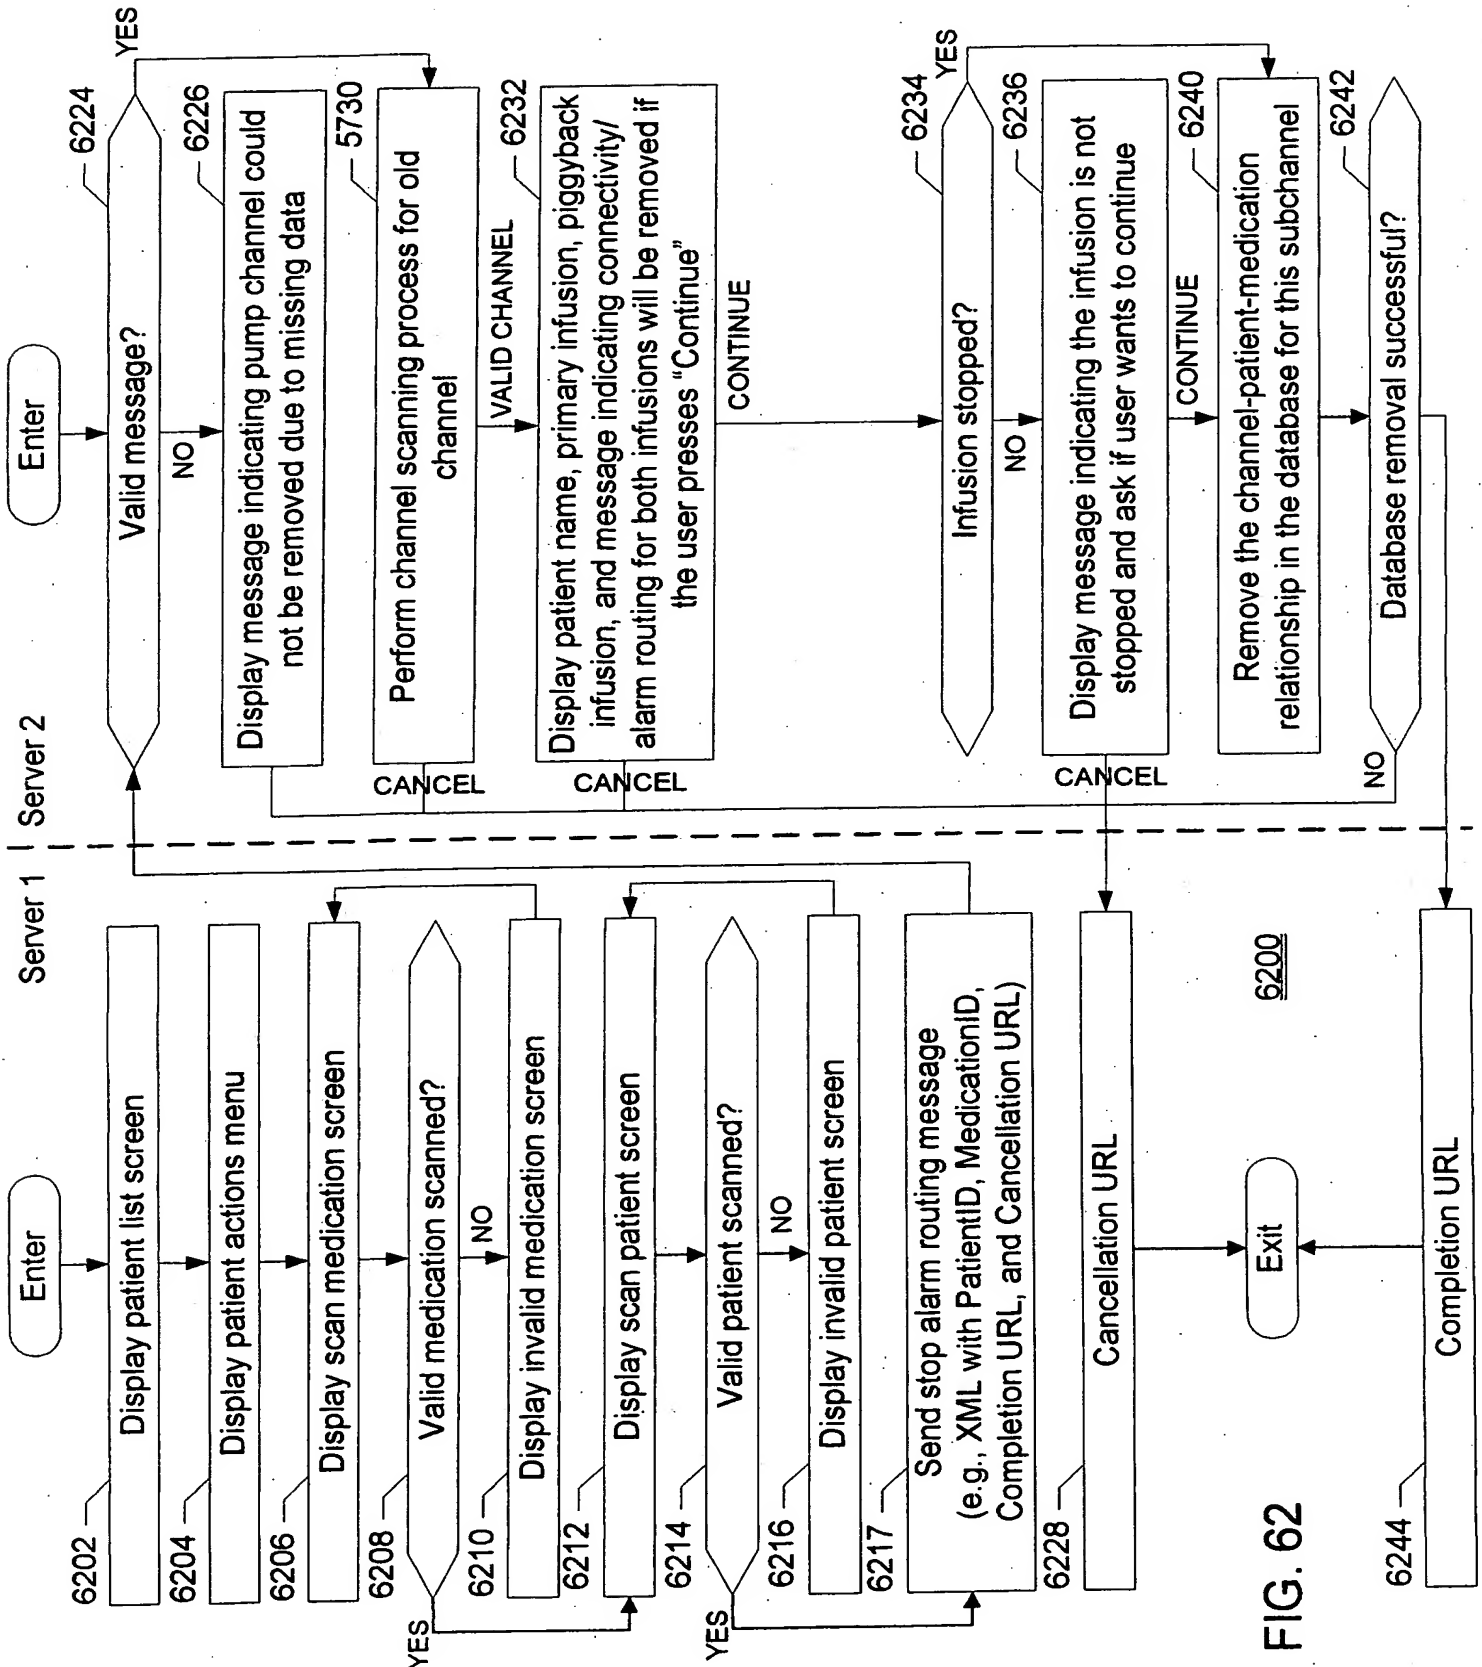 Server 1
Enter
6202
Display patient list screen
6204
Display patient actions menu
6206
Display scan medication screen
6208
Valid medication scanned?
YES
NO
6210
Display invalid medication screen
6212
Display scan patient screen
6214
Valid patient scanned?
YES
NO
6216
Display invalid patient screen
6217
Send stop alarm routing message
(e.g., XML with PatientID, MedicationID,
Completion URL, and Cancellation URL)
6228
Cancellation URL
Exit
6200
6244
Completion URL
Server 2
Enter
6224
Valid message?
YES
NO
6226
Display message indicating pump channel could
not be removed due to missing data
5730
Perform channel scanning process for old
channel
CANCEL
VALID CHANNEL
6232
Display patient name, primary infusion, piggyback
infusion, and message indicating connectivity/
alarm routing for both infusions will be removed if
the user presses “Continue”
CANCEL
CONTINUE
6234
Infusion stopped?
YES
NO
6236
Display message indicating the infusion is not
stopped and ask if user wants to continue
CANCEL
CONTINUE
6240
Remove the channel-patient-medication
relationship in the database for this subchannel
6242
Database removal successful?
NO
FIG. 62